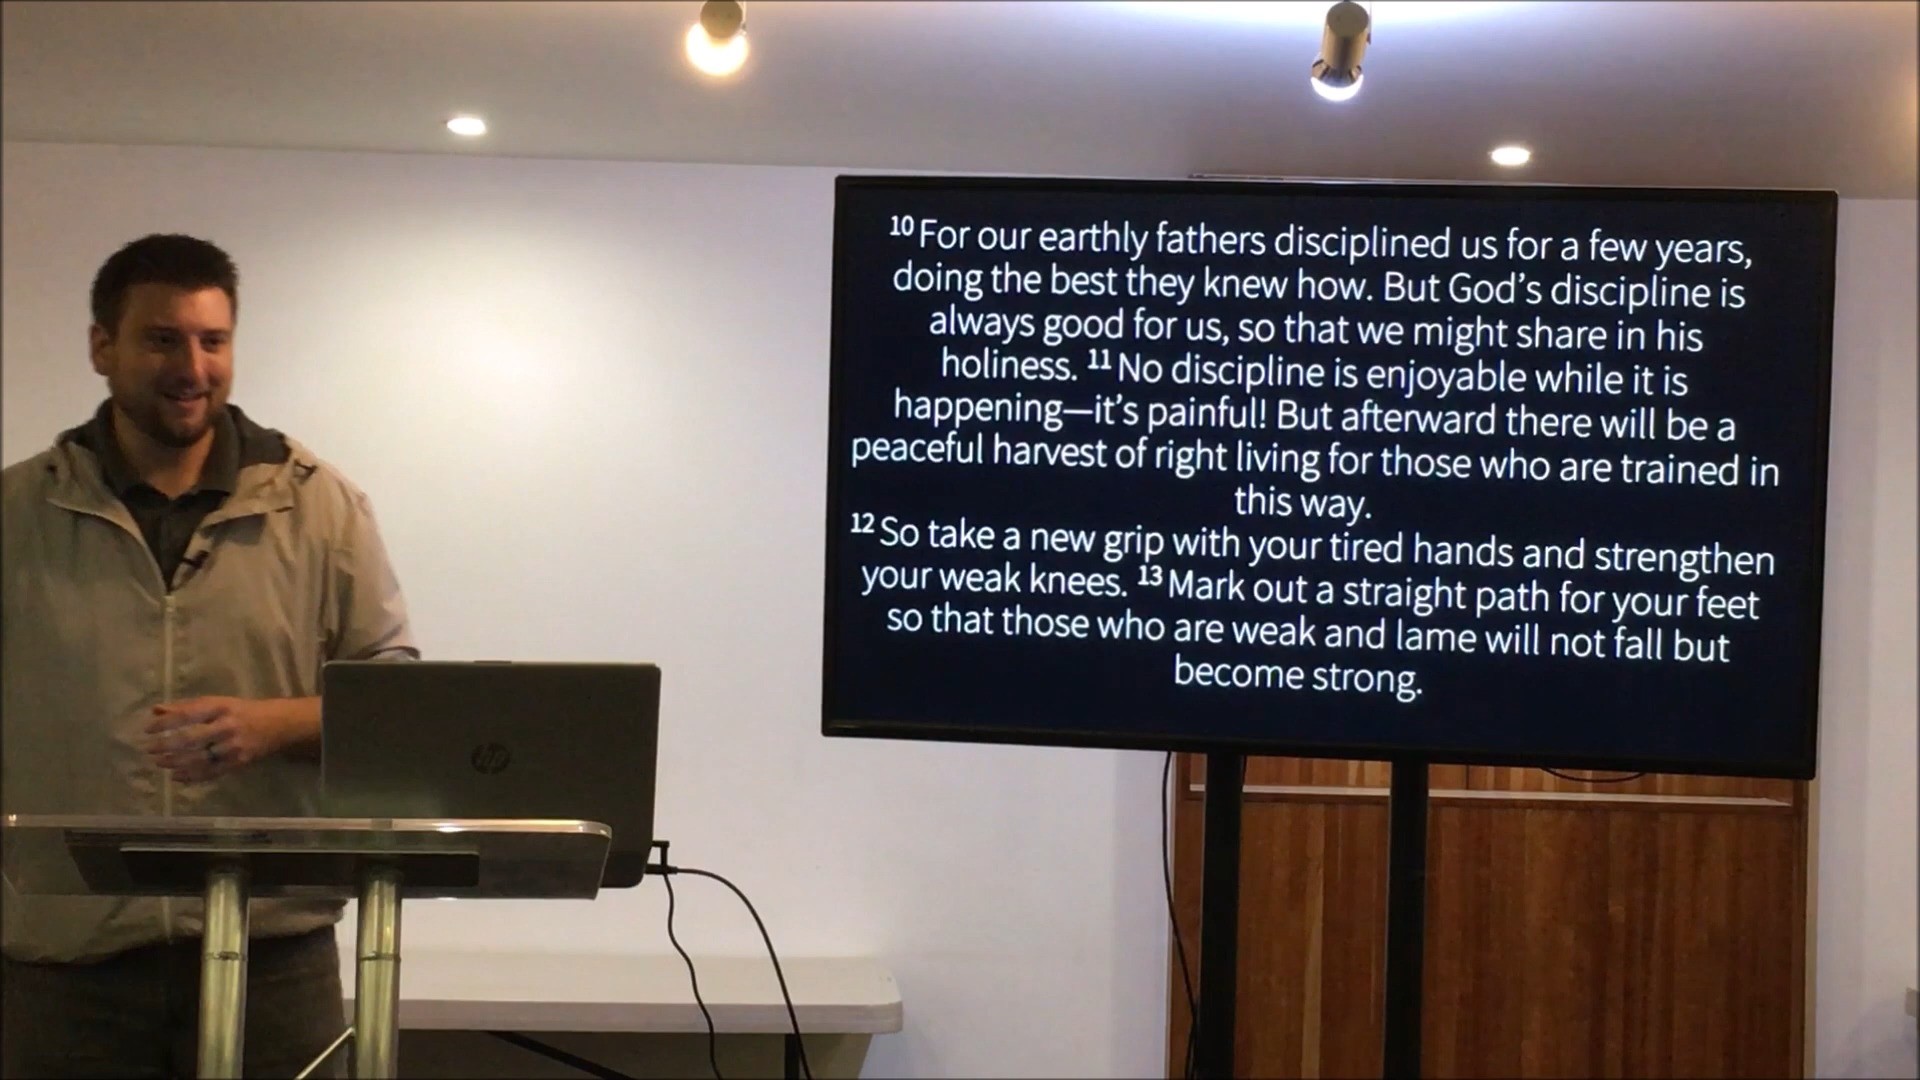 10 For our earthly fathers disciplined us for a few years,
doing the best they knew how. But God’s discipline is
always good for us, so that we might share in his
holiness. 11 No discipline is enjoyable while it is
happening—it’s painful! But afterward there will be a
peaceful harvest of right living for those who are trained in
this way.
12 So take a new grip with your tired hands and strengthen
your weak knees. 13 Mark out a straight path for your feet
so that those who are weak and lame will not fall but
become strong.
hp